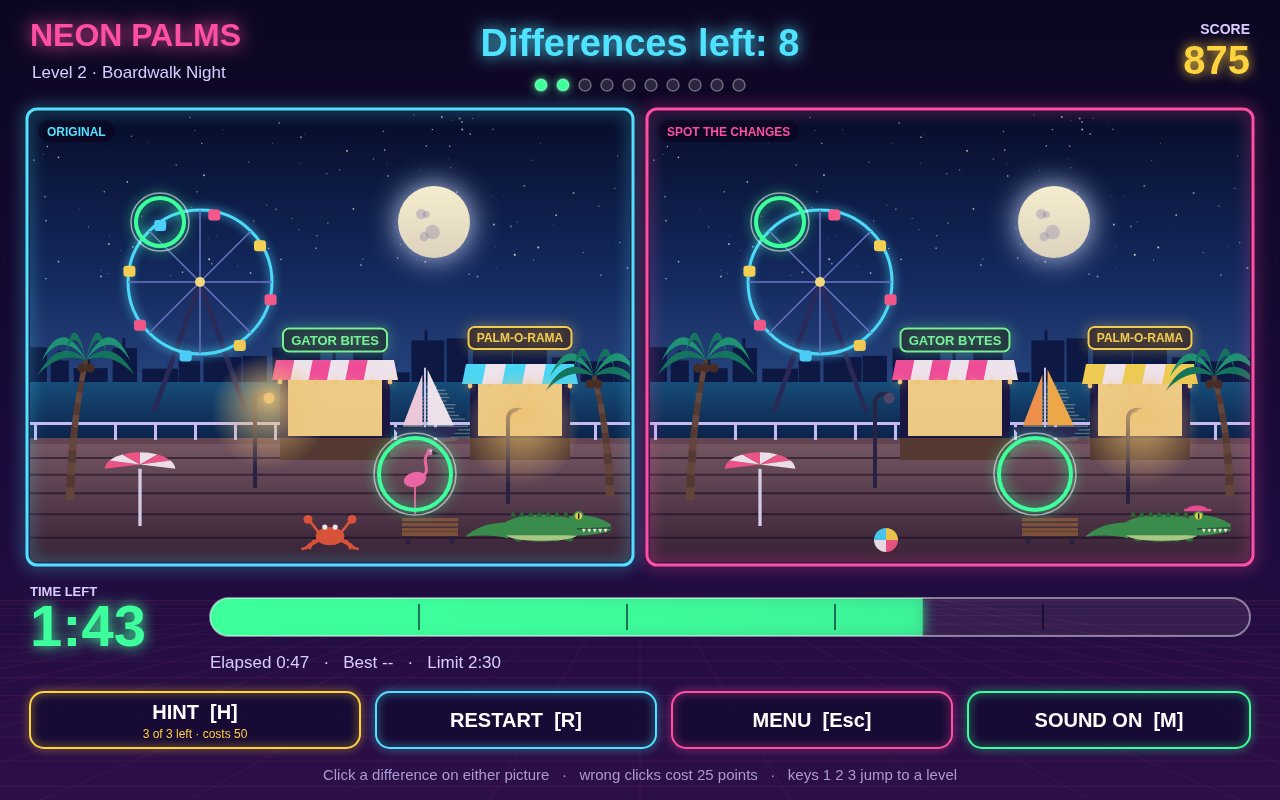 NEON PALMS
Level 2 · Boardwalk Night
Differences left: 8
SCORE
875
ORIGINAL
GATOR BITES
PALM-O-RAMA
SPOT THE CHANGES
GATOR BYTES
PALM-O-RAMA
TIME LEFT
1:43
Elapsed 0:47 · Best -- · Limit 2:30
HINT [H]
3 of 3 left · costs 50
RESTART [R]
MENU [Esc]
SOUND ON [M]
Click a difference on either picture · wrong clicks cost 25 points · keys 1 2 3 jump to a level